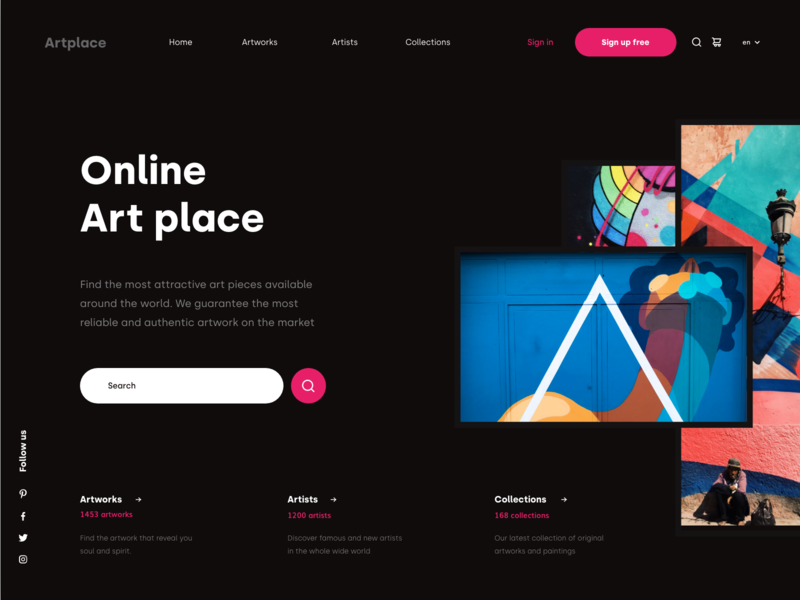 Artplace
Home
Artworks
Artists
Collections
Sign in
Sign up free
en
Online
Art place
Find the most attractive art pieces available
around the world. We guarantee the most
reliable and authentic artwork on the market
Search
Follow us
Artworks
1453 artworks
Find the artwork that reveal you
soul and spirit.
Artists
1200 artists
Discover famous and new artists
in the whole wide world
Collections
168 collections
Our latest collection of original
artworks and paintings